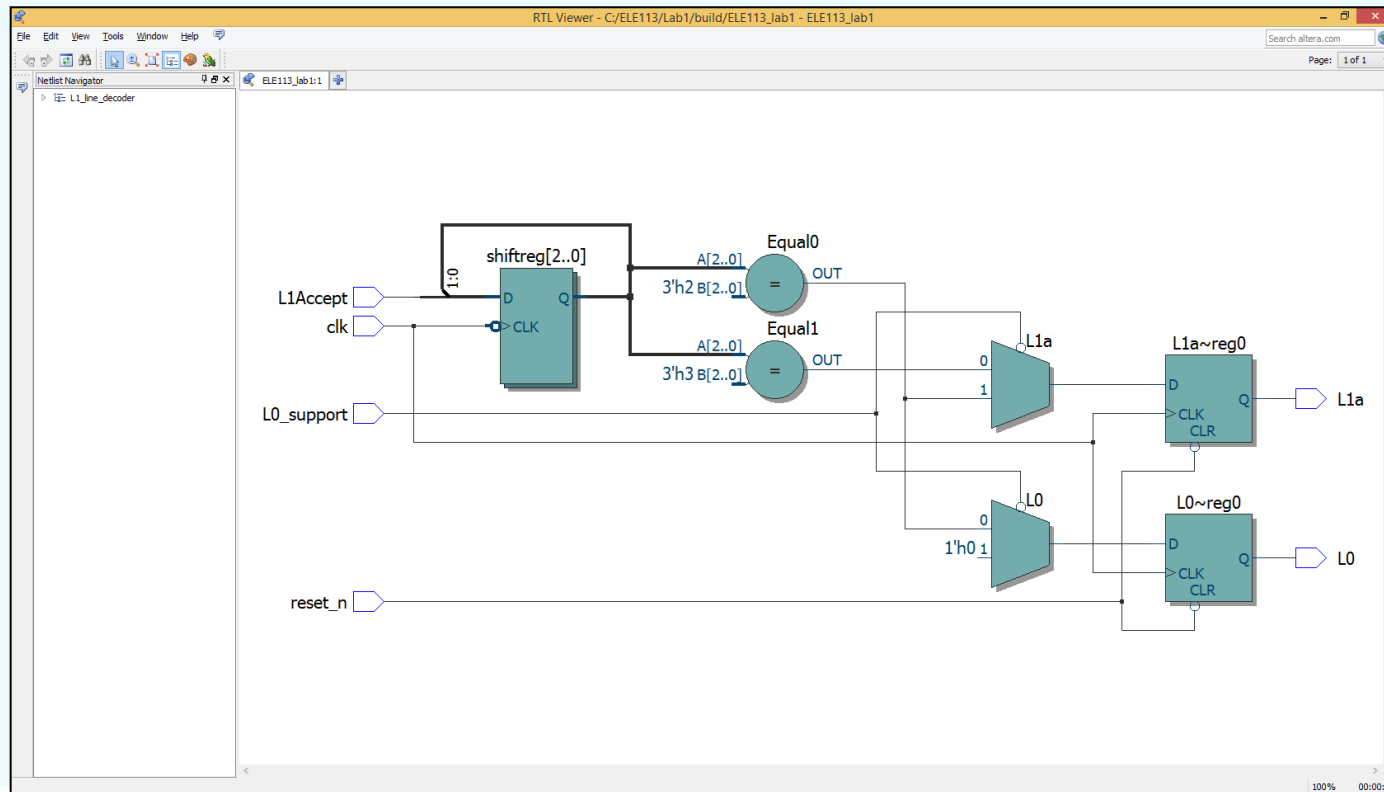 RTL Viewer - C:/ELE113/Lab1/build/ELE113_lab1 - ELE113_lab1
File Edit View Tools Window Help
Search altera.com
Page: 1 of 1
Netlist Navigator
ELE113_lab1:1
L1_line_decoder
Equal0
shiftreg[2..0]
A[2..0]
OUT
1:0
3'h2 B[2..0]
=
L1Accept
D Q
clk
CLK
Equal1
L1a
L1a~reg0
A[2..0]
OUT
0
3'h3 B[2..0]
=
D
1
Q
L1a
L0_support
CLK
CLR
L0
L0~reg0
0
1'h0 1
D
Q
L0
CLK
CLR
reset_n
100% 00:00: